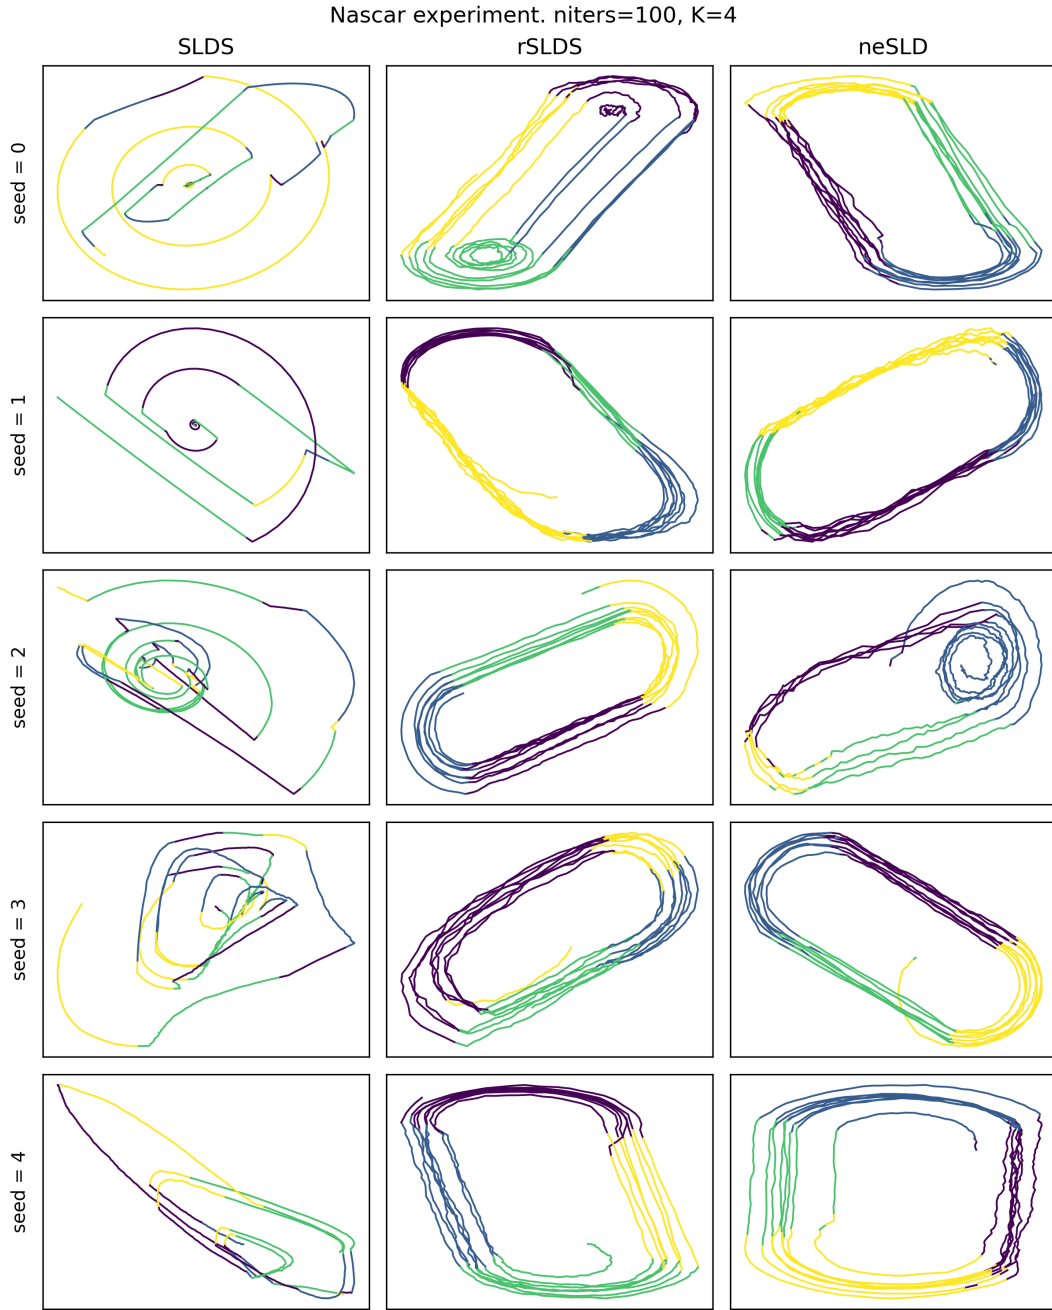 Nascar experiment. niters=100, K=4
SLDS rSLDS neSLD
seed = 0
seed = 1
seed = 2
seed = 3
seed = 4